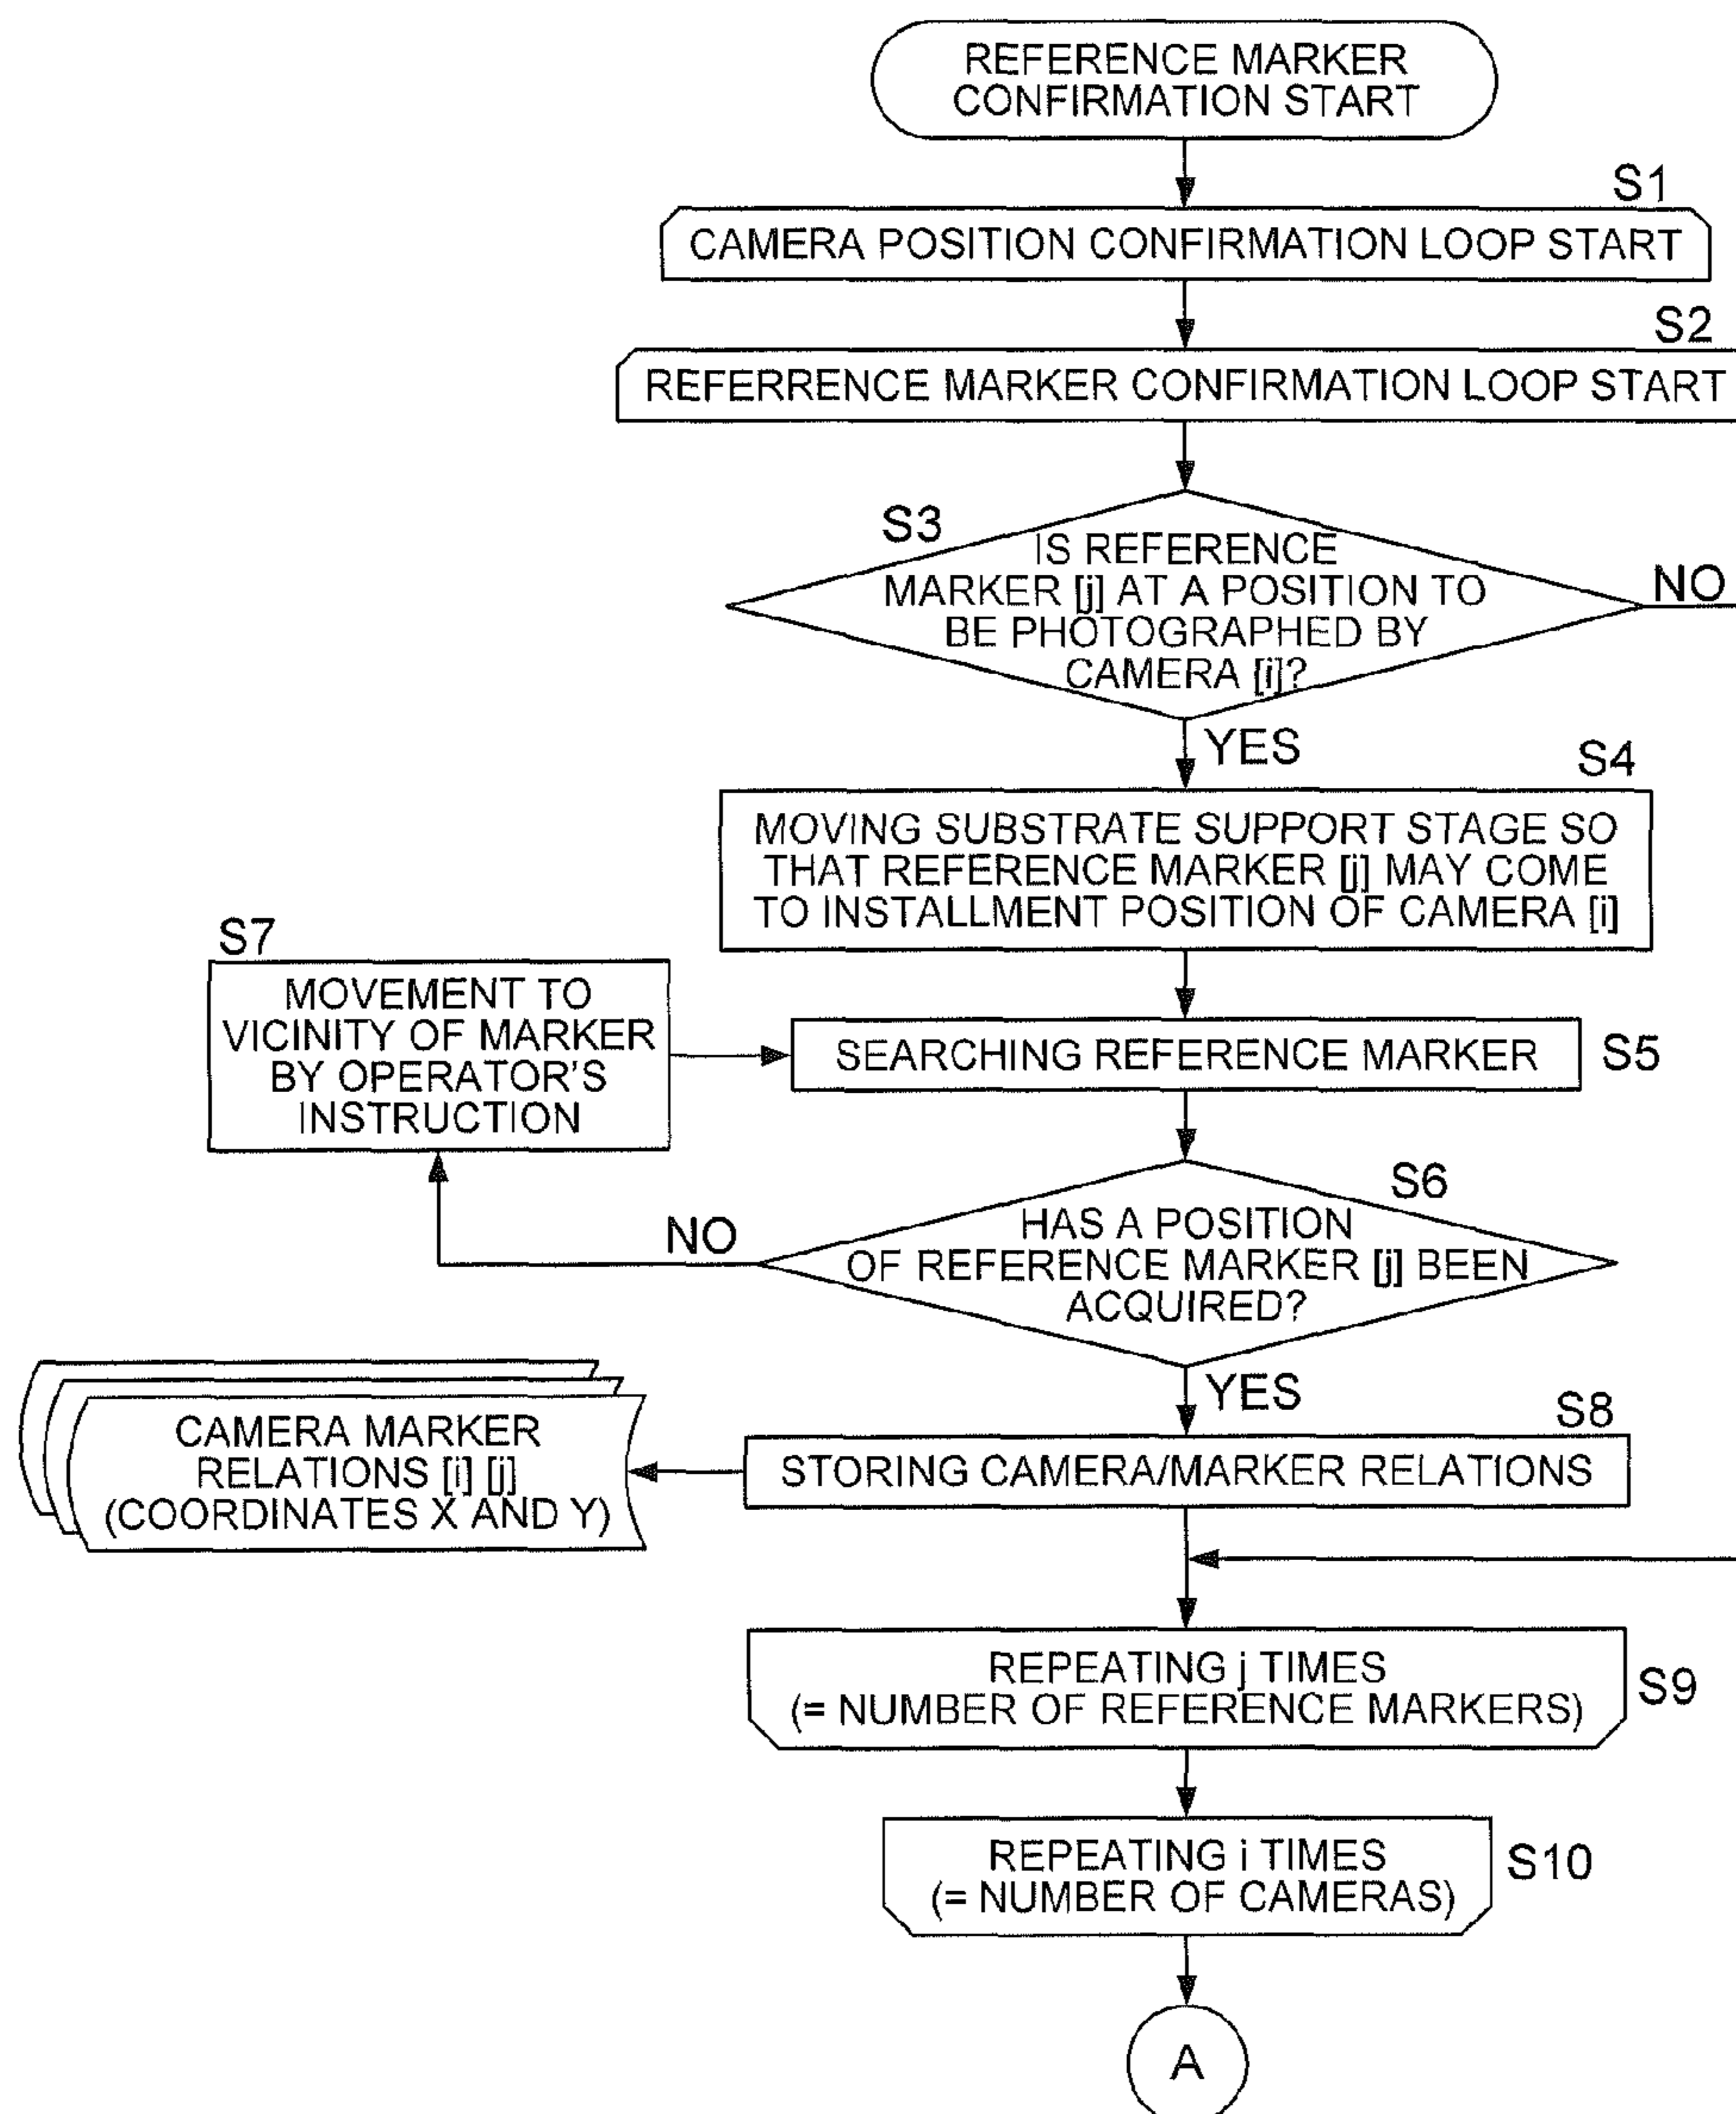 REFERENCE MARKER
CONFIRMATION START
S1
CAMERA POSITION CONFIRMATION LOOP START
S2
REFERRENCE MARKER CONFIRMATION LOOP START
S3
IS REFERENCE
MARKER [j] AT A POSITION TO
BE PHOTOGRAPHED BY
CAMERA [i]?
NO
YES
S4
MOVING SUBSTRATE SUPPORT STAGE SO
THAT REFERENCE MARKER [j] MAY COME
TO INSTALLMENT POSITION OF CAMERA [i]
S7
MOVEMENT TO
VICINITY OF MARKER
BY OPERATOR'S
INSTRUCTION
SEARCHING REFERENCE MARKER
S5
S6
HAS A POSITION
OF REFERENCE MARKER [j] BEEN
ACQUIRED?
NO
YES
S8
STORING CAMERA/MARKER RELATIONS
CAMERA MARKER
RELATIONS [i] [j]
(COORDINATES X AND Y)
REPEATING j TIMES
(= NUMBER OF REFERENCE MARKERS)
S9
REPEATING i TIMES
(= NUMBER OF CAMERAS)
S10
A